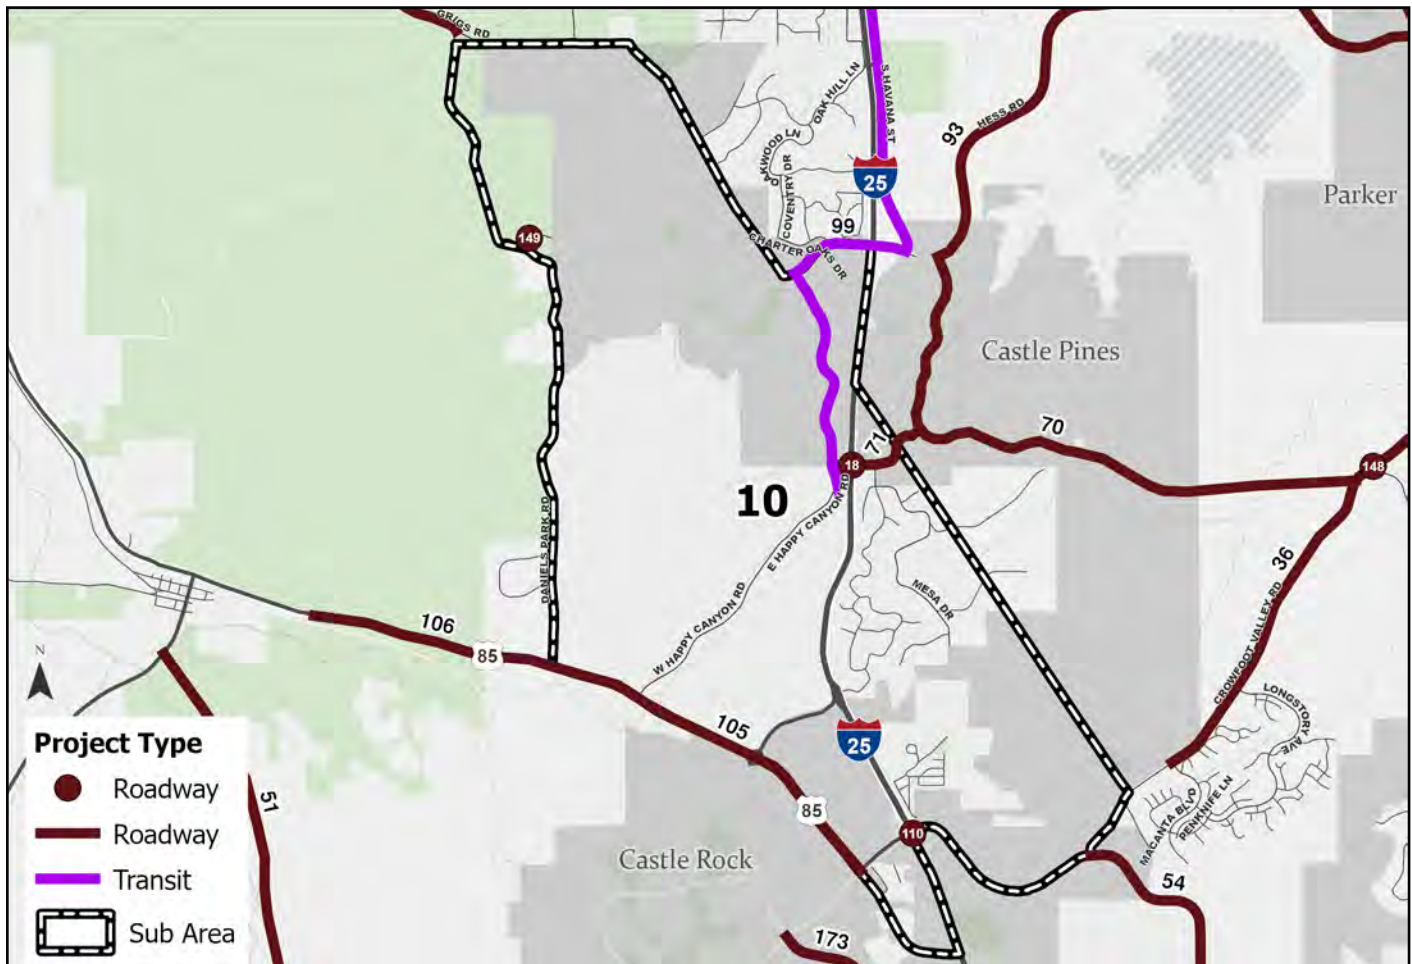 GR/GS RD
OAK HILL LN
S HAVANA ST
93
HESS RD
OAKWOOD LN
COVENTRY DR
25
Parker
149
99
CHARTER OAKS DR
Castle Pines
71
70
18
148
10
E HAPPY CANYON RD
DANIELS PARK RD
36
MESA DR
CROWFOOT VALLEY RD
106
85
W HAPPY CANYON RD
N
LONGSTORY AVE
105
25
Project Type
Roadway
Roadway
Transit
Sub Area
51
85
110
MACANTA BLVD
PENKNIFE LN
Castle Rock
54
173